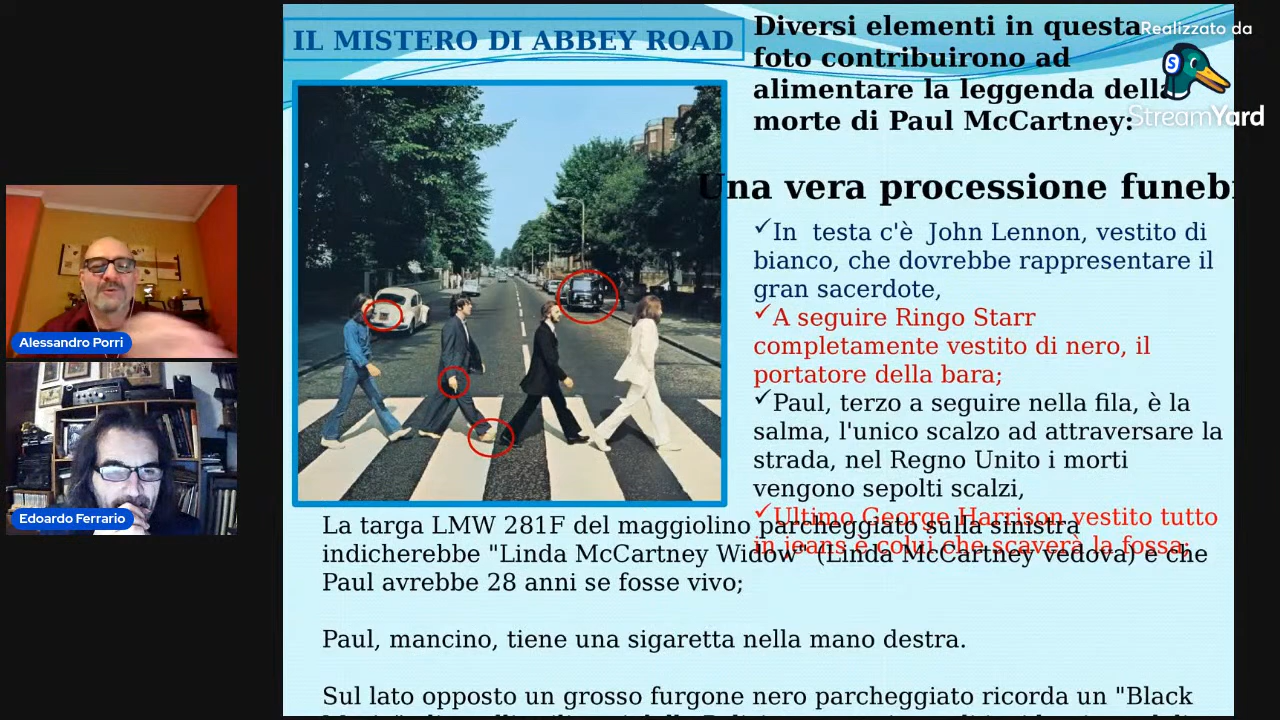 IL MISTERO DI ABBEY ROAD
Diversi elementi in questa
foto contribuirono ad
alimentare la leggenda della
morte di Paul McCartney:
Realizzato da
StreamYard
Una vera processione funeb
✓In testa c'è John Lennon, vestito di
bianco, che dovrebbe rappresentare il
gran sacerdote,
✓A seguire Ringo Starr
completamente vestito di nero, il
portatore della bara;
✓Paul, terzo a seguire nella fila, è la
salma, l'unico scalzo ad attraversare la
strada, nel Regno Unito i morti
vengono sepolti scalzi,
✓Ultimo George Harrison vestito tutto
in jeans è colui che scaverà la fossa;
La targa LMW 281F del maggiolino parcheggiato sulla sinistra
indicherebbe "Linda McCartney Widow" (Linda McCartney vedova) e che
Paul avrebbe 28 anni se fosse vivo;
Paul, mancino, tiene una sigaretta nella mano destra.
Sul lato opposto un grosso furgone nero parcheggiato ricorda un "Black
Alessandro Porri
Edoardo Ferrario